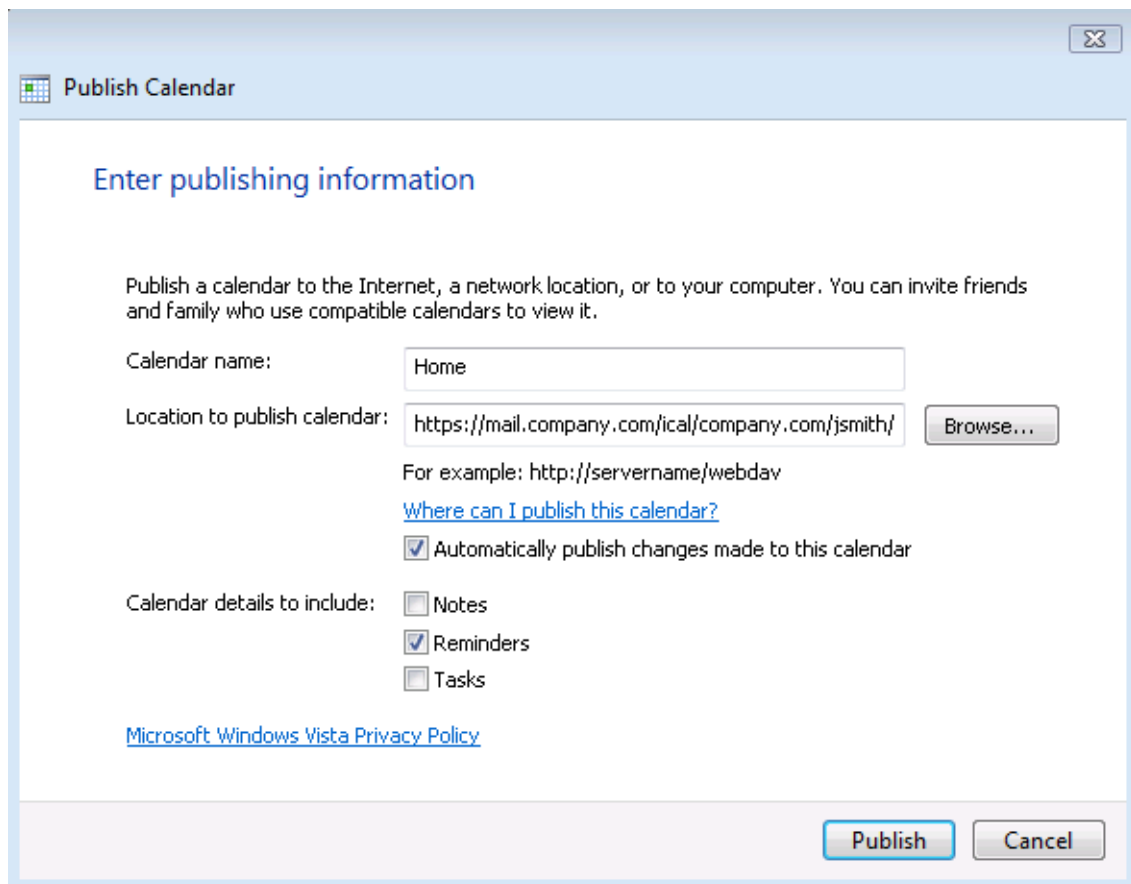 Publish Calendar
Enter publishing information
Publish a calendar to the Internet, a network location, or to your computer. You can invite friends
and family who use compatible calendars to view it.
Calendar name: Home
Location to publish calendar: https://mail.company.com/ical/company.com/jsmith/ Browse...
For example: http://servername/webdav
Where can I publish this calendar?
Automatically publish changes made to this calendar
Calendar details to include: Notes
Reminders
Tasks
Microsoft Windows Vista Privacy Policy
Publish Cancel